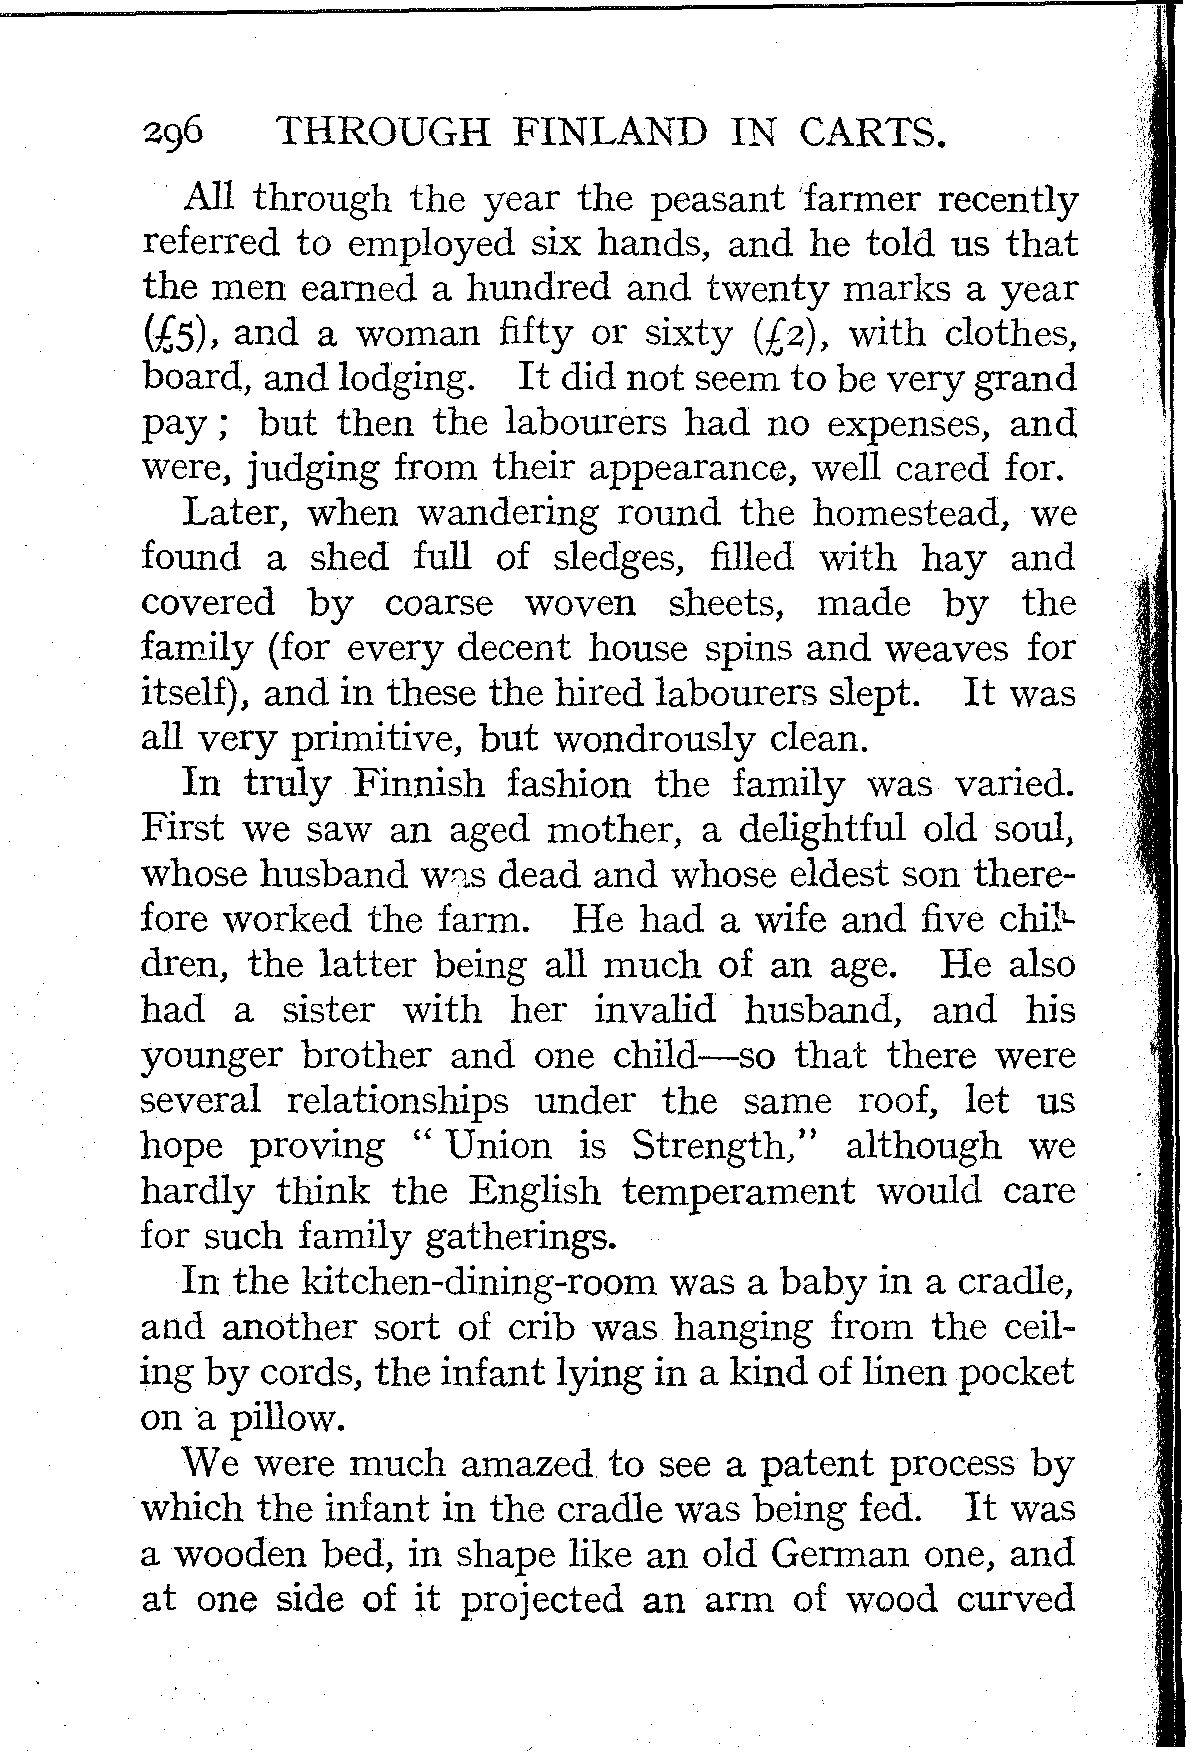 296 THROUGH FINLAND IN CARTS.
All through the year the peasant farmer recently
referred to employed six hands, and he told us that
the men earned a hundred and twenty marks a year
(£5), and a woman fifty or sixty (£2), with clothes,
board, and lodging. It did not seem to be very grand
pay ; but then the labourers had no expenses, and
were, judging from their appearance, well cared for.
Later, when wandering round the homestead, we
found a shed full of sledges, filled with hay and
covered by coarse woven sheets, made by the
family (for every decent house spins and weaves for
itself), and in these the hired labourers slept. It was
all very primitive, but wondrously clean.
In truly Finnish fashion the family was varied.
First we saw an aged mother, a delightful old soul,
whose husband was dead and whose eldest son there-
fore worked the farm. He had a wife and five chil-
dren, the latter being all much of an age. He also
had a sister with her invalid husband, and his
younger brother and one child—so that there were
several relationships under the same roof, let us
hope proving “ Union is Strength,” although we
hardly think the English temperament would care
for such family gatherings.
In the kitchen-dining-room was a baby in a cradle,
and another sort of crib was hanging from the ceil-
ing by cords, the infant lying in a kind of linen pocket
on a pillow.
We were much amazed to see a patent process by
which the infant in the cradle was being fed. It was
a wooden bed, in shape like an old German one, and
at one side of it projected an arm of wood curved